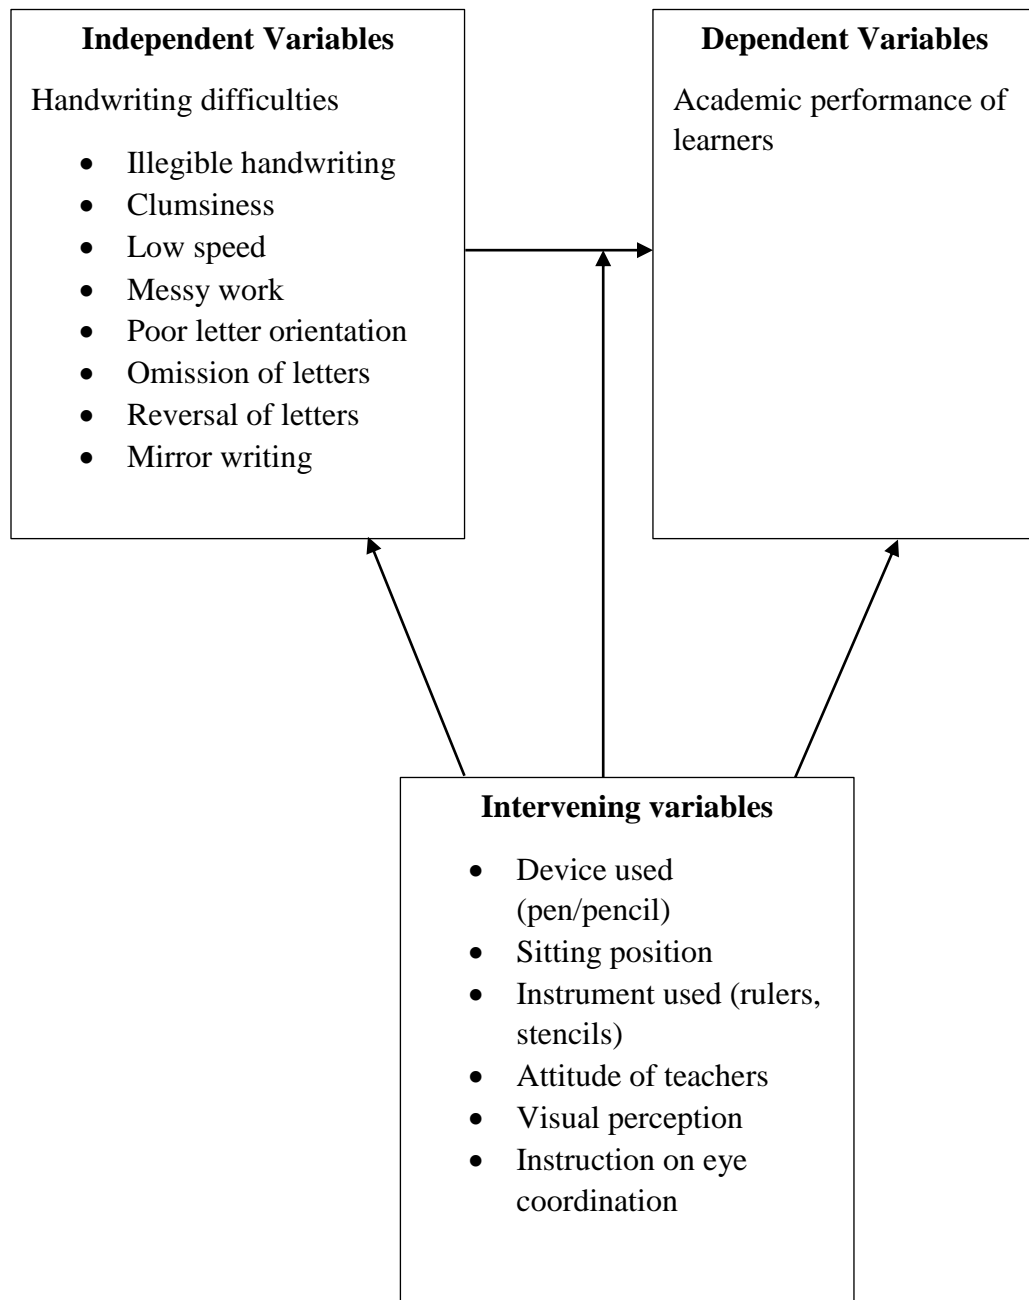 Independent Variables
Handwriting difficulties
• Illegible handwriting
• Clumsiness
• Low speed
• Messy work
• Poor letter orientation
• Omission of letters
• Reversal of letters
• Mirror writing
Dependent Variables
Academic performance of
learners
Intervening variables
• Device used
(pen/pencil)
• Sitting position
• Instrument used (rulers,
stencils)
• Attitude of teachers
• Visual perception
• Instruction on eye
coordination